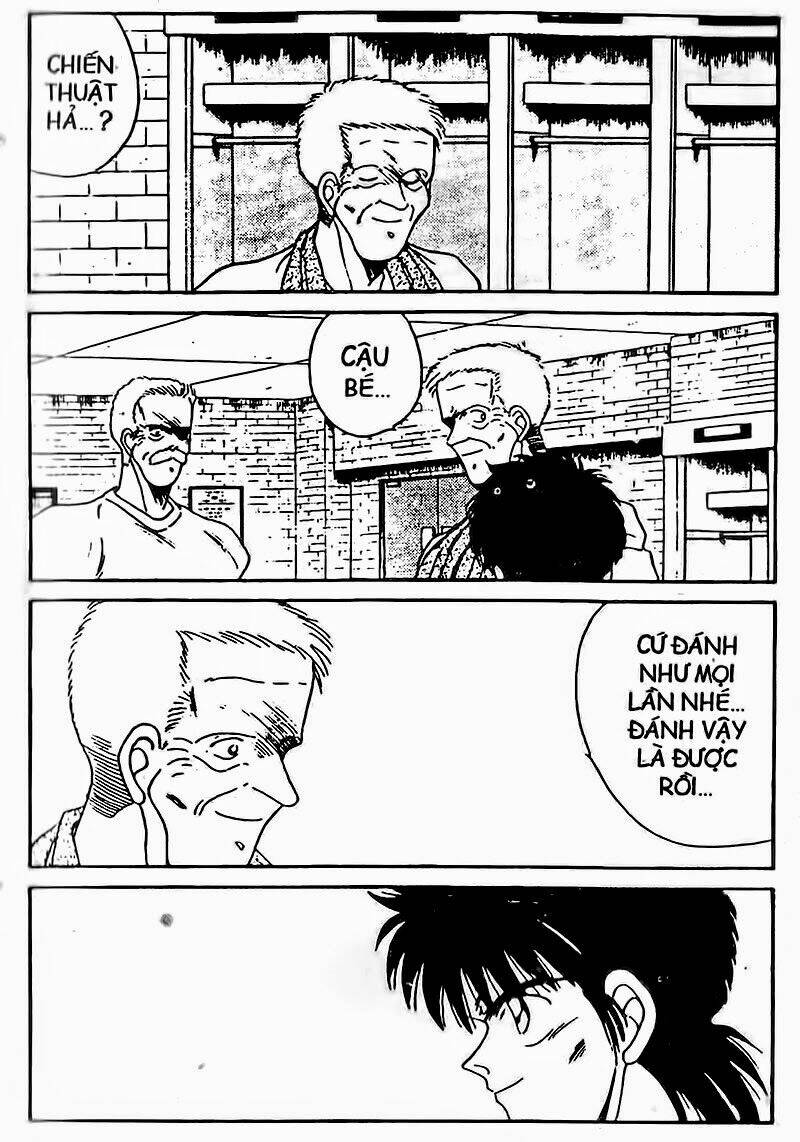 CHIẾN
THUẬT
HẢ...?
CẬU
BÉ...
CỨ ĐÁNH
NHƯ MỌI
LẦN NHÉ...
ĐÁNH VẬY
LÀ ĐƯỢC
RỒI...